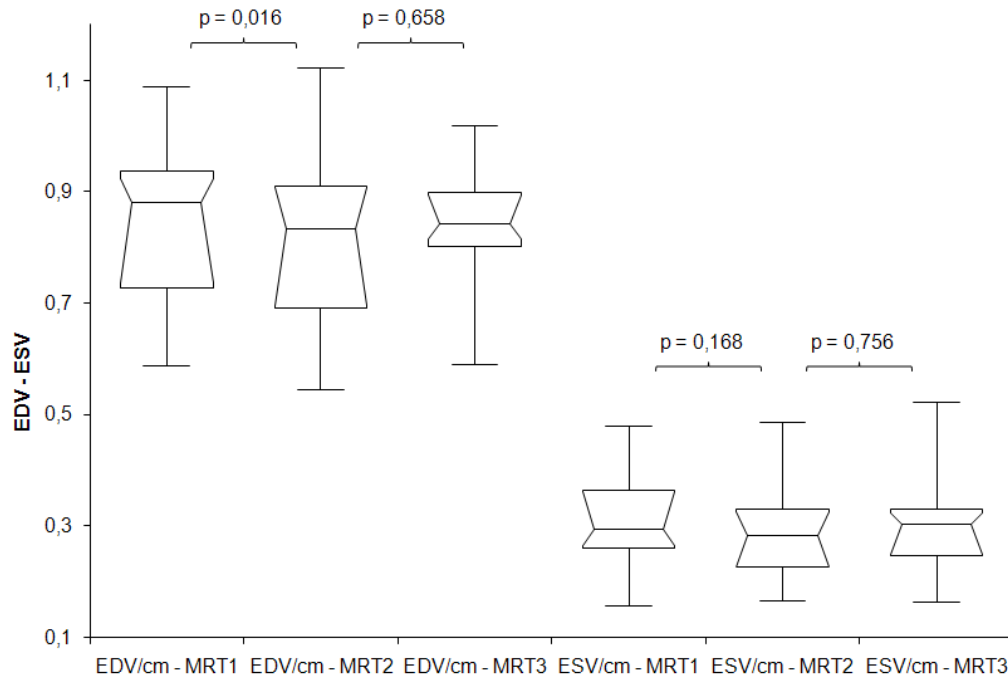 p = 0,016
p = 0,658
1,1
0,9
0,7
p = 0,168
p = 0,756
0,5
0,3
0,1
EDV - ESV
EDV/cm - MRT1 EDV/cm - MRT2 EDV/cm - MRT3 ESV/cm - MRT1 ESV/cm - MRT2 ESV/cm - MRT3